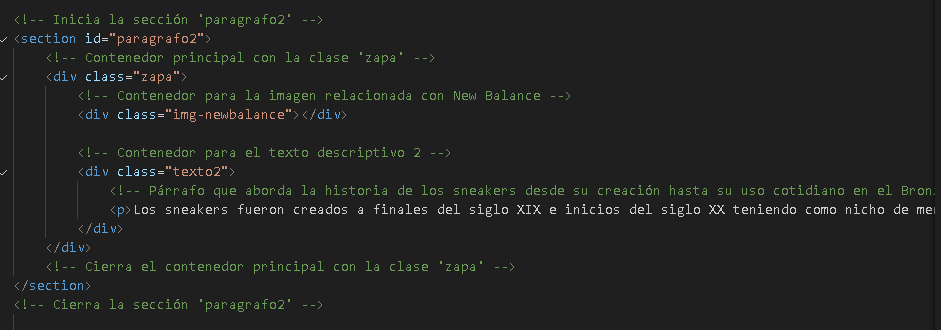 <!-- Inicia la sección 'paragrafo2' -->
<section id="paragrafo2">
<!-- Contenedor principal con la clase 'zapa' -->
<div class="zapa">
<!-- Contenedor para la imagen relacionada con New Balance -->
<div class="img-newbalance"></div>
<!-- Contenedor para el texto descriptivo 2 -->
<div class="texto2">
<!-- Párrafo que aborda la historia de los sneakers desde su creación hasta su uso cotidiano en el Bron
<p>Los sneakers fueron creados a finales del siglo XIX e inicios del siglo XX teniendo como nicho de me
</div>
</div>
<!-- Cierra el contenedor principal con la clase 'zapa' -->
</section>
<!-- Cierra la sección 'paragrafo2' -->